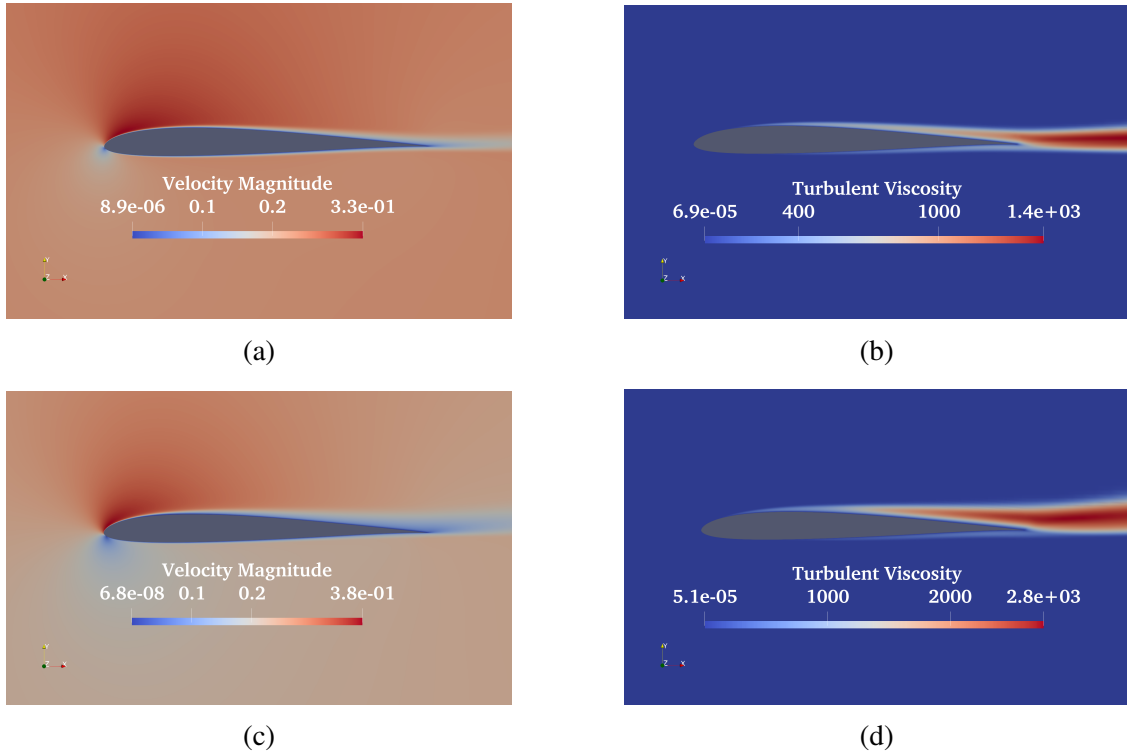 Velocity Magnitude
8.9e-06 0.1 0.2 3.3e-01
Y
Z X
(a)
Turbulent Viscosity
6.9e-05 400 1000 1.4e+03
Y
Z X
(b)
Velocity Magnitude
6.8e-08 0.1 0.2 3.8e-01
Y
Z X
(c)
Turbulent Viscosity
5.1e-05 1000 2000 2.8e+03
Y
Z X
(d)